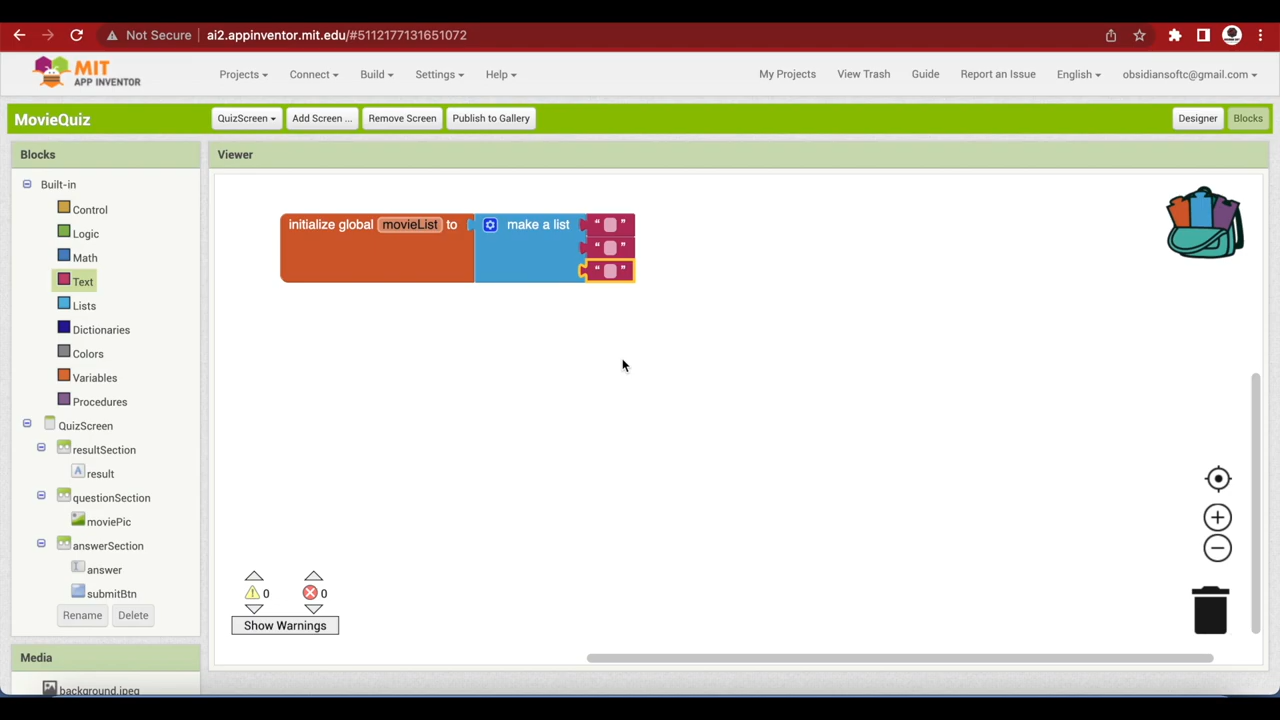 Not Secure ai2.appinventor.mit.edu/#5112177131651072
MIT
APP INVENTOR
Projects Connect Build Settings Help My Projects View Trash Guide Report an Issue English obsidiansoftc@gmail.com
MovieQuiz QuizScreen Add Screen ... Remove Screen Publish to Gallery Designer Blocks
Blocks
Viewer
Built-in
Control
Logic
Math
Text
Lists
Dictionaries
Colors
Variables
Procedures
QuizScreen
resultSection
result
questionSection
moviePic
answerSection
answer
submitBtn
Rename Delete
Media
background.jpeg
initialize global movieList to make a list “ ”
“ ”
“ ”
0 0
Show Warnings